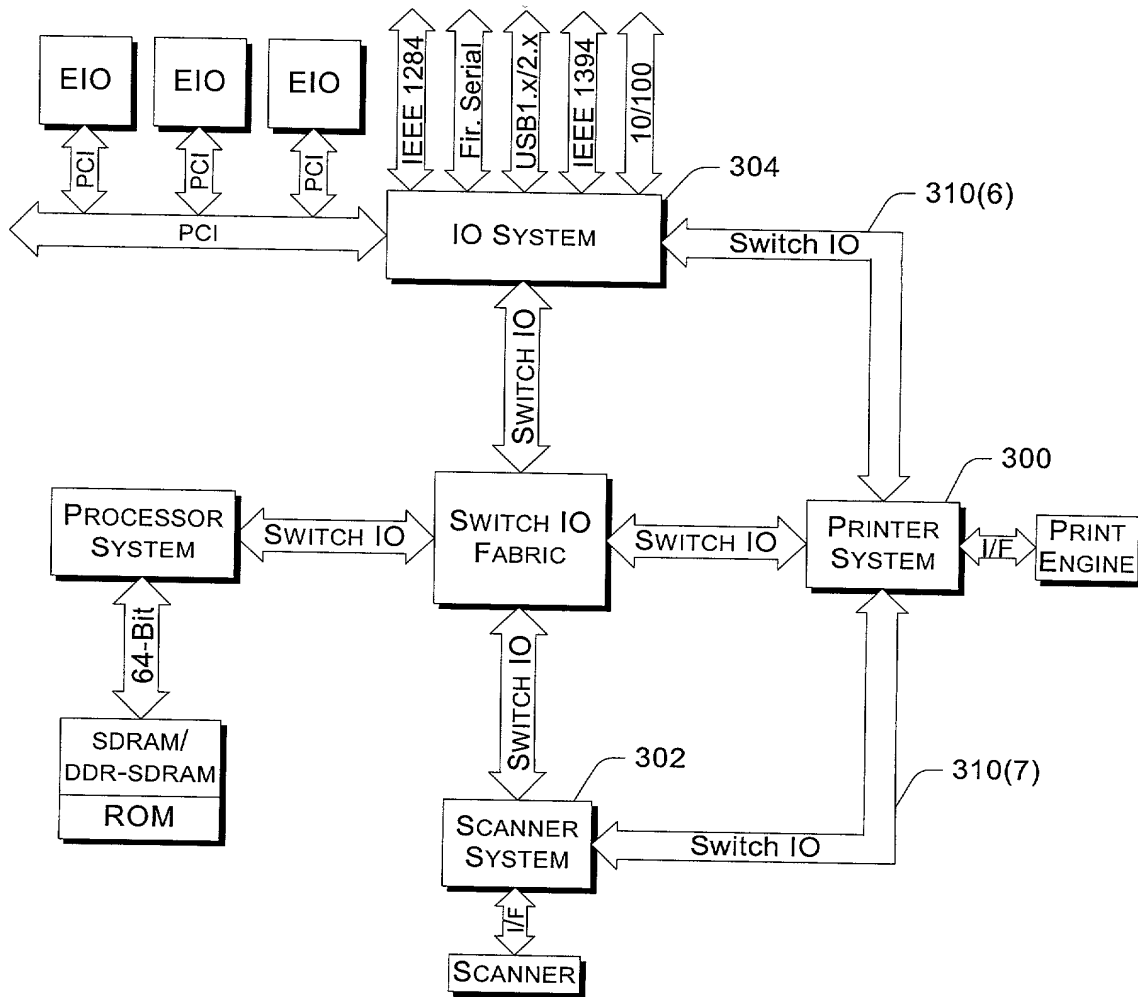 EIO
EIO
EIO
IEEE 1284
Fir. Serial
USB1.x/2.x
IEEE 1394
10/100
PCI
PCI
PCI
PCI
304
IO SYSTEM
310(6)
Switch IO
SWITCH IO
300
PROCESSOR
SYSTEM
SWITCH IO
SWITCH IO
FABRIC
SWITCH IO
PRINTER
SYSTEM
I/F
PRINT
ENGINE
64-Bit
SWITCH IO
SDRAM/
DDR-SDRAM
ROM
302
310(7)
SCANNER
SYSTEM
Switch IO
I/F
SCANNER